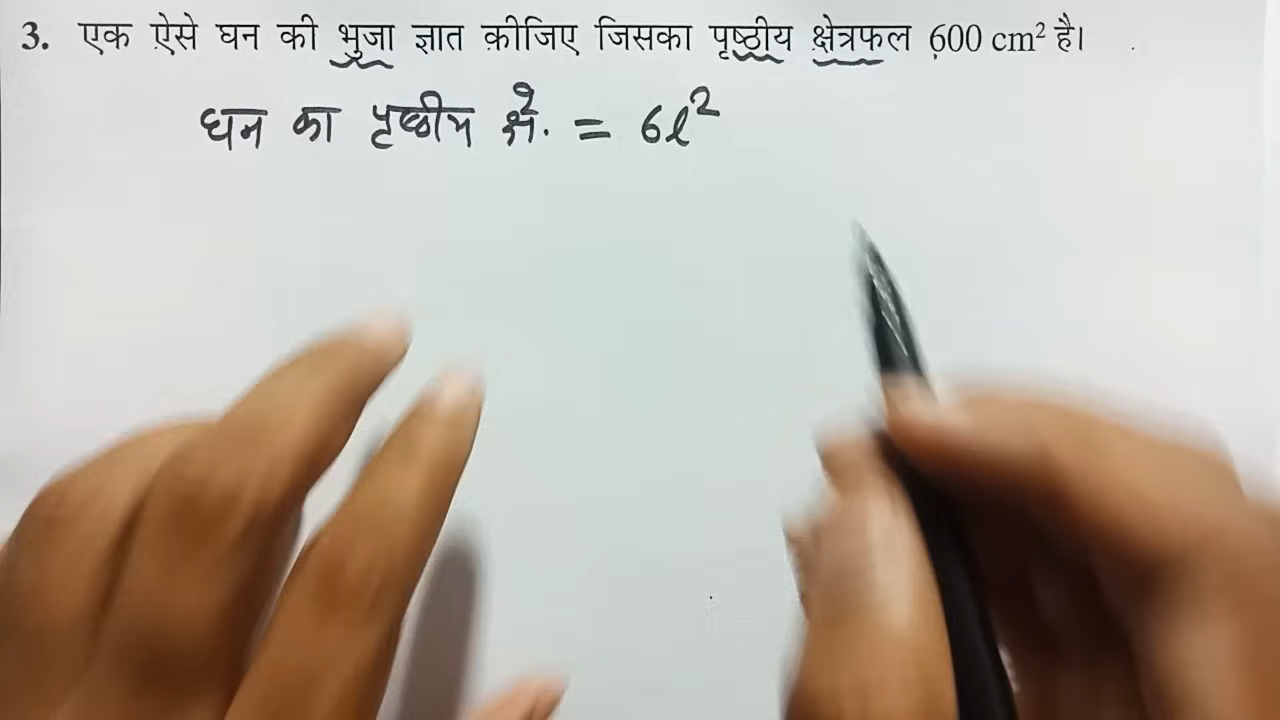 3. एक ऐसे घन की भुजा ज्ञात कीजिए जिसका पृष्ठीय क्षेत्रफल 600 cm² है।
घन का पृष्ठीय क्षे. = 6l²